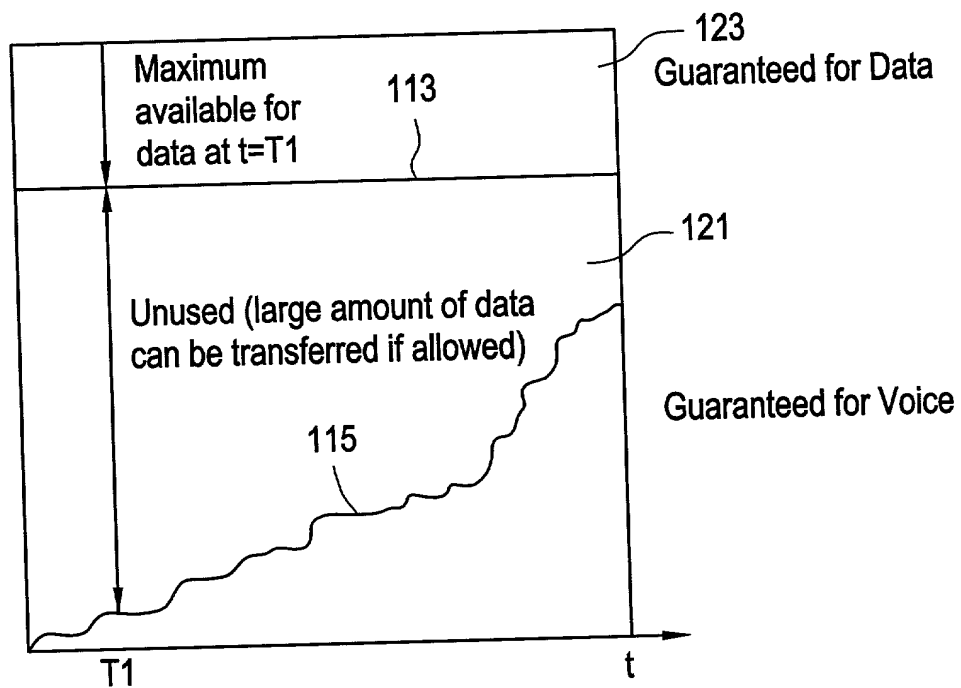 123
Guaranteed for Data
Maximum
available for
data at t=T1
113
121
Unused (large amount of data
can be transferred if allowed)
Guaranteed for Voice
115
T1
t